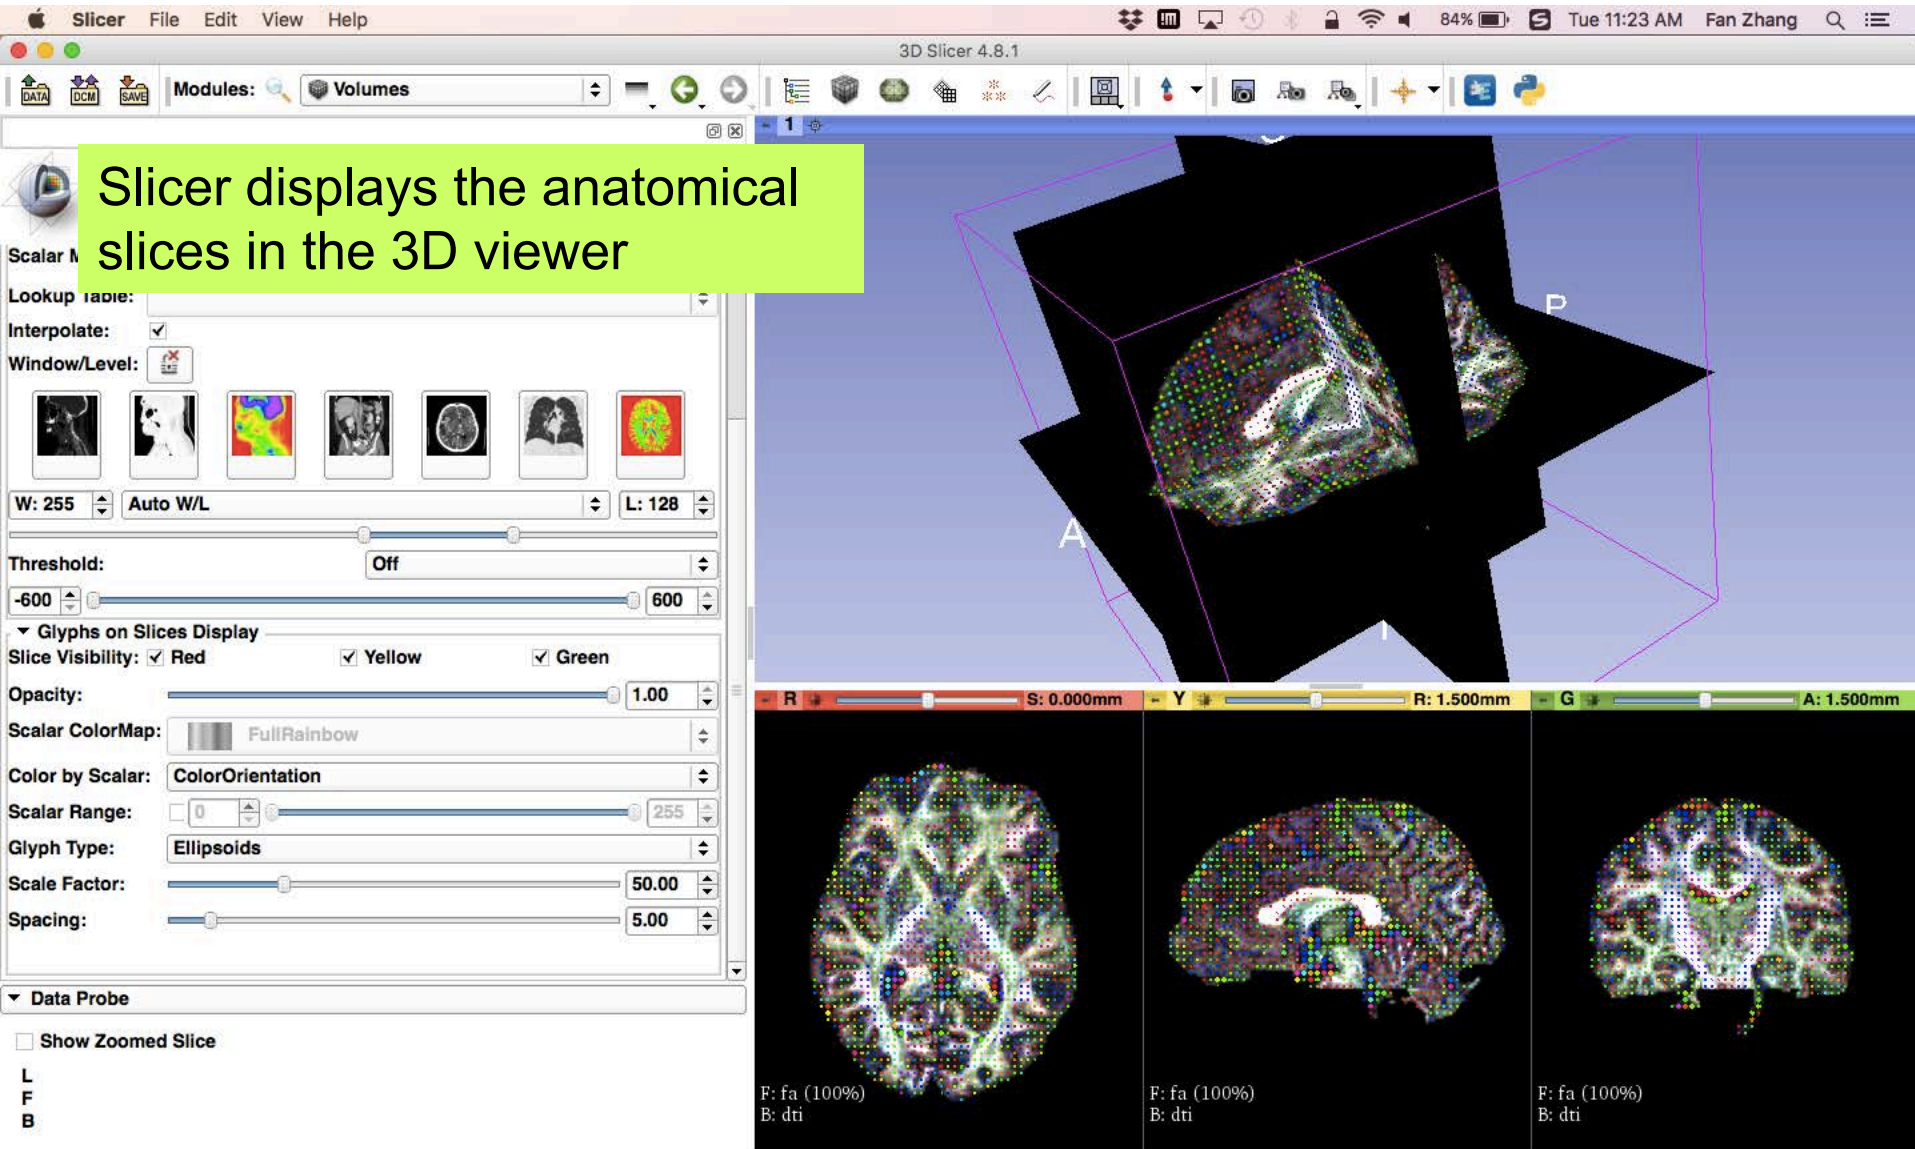 Slicer File Edit View Help 84% Tue 11:23 AM Fan Zhang
3D Slicer 4.8.1
DATA DCM SAVE Modules: Volumes
1
Slicer displays the anatomical
slices in the 3D viewer
Scalar
Lookup Table:
Interpolate:
Window/Level:
W: 255 Auto W/L L: 128
Threshold: Off
-600 600
Glyphs on Slices Display
Slice Visibility: Red Yellow Green
Opacity: 1.00
Scalar ColorMap: FullRainbow
Color by Scalar: ColorOrientation
Scalar Range: 0 255
Glyph Type: Ellipsoids
Scale Factor: 50.00
Spacing: 5.00
Data Probe
Show Zoomed Slice
L
F
B
P
A
R S: 0.000mm
Y R: 1.500mm
G A: 1.500mm
F: fa (100%)
B: dti
F: fa (100%)
B: dti
F: fa (100%)
B: dti